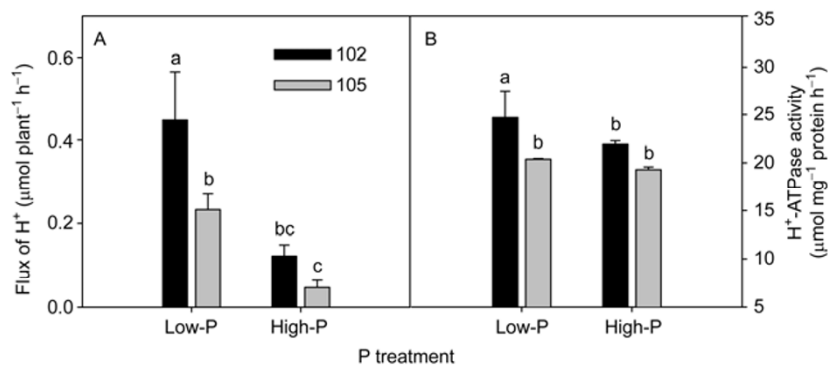 A
B
102
105
a
b
bc
c
a
b
b
b
0.6
0.4
0.2
0.0
35
30
25
20
15
10
5
Flux of H⁺ (μmol plant⁻¹ h⁻¹)
H⁺-ATPase activity
(μmol mg⁻¹ protein h⁻¹)
Low-P
High-P
Low-P
High-P
P treatment